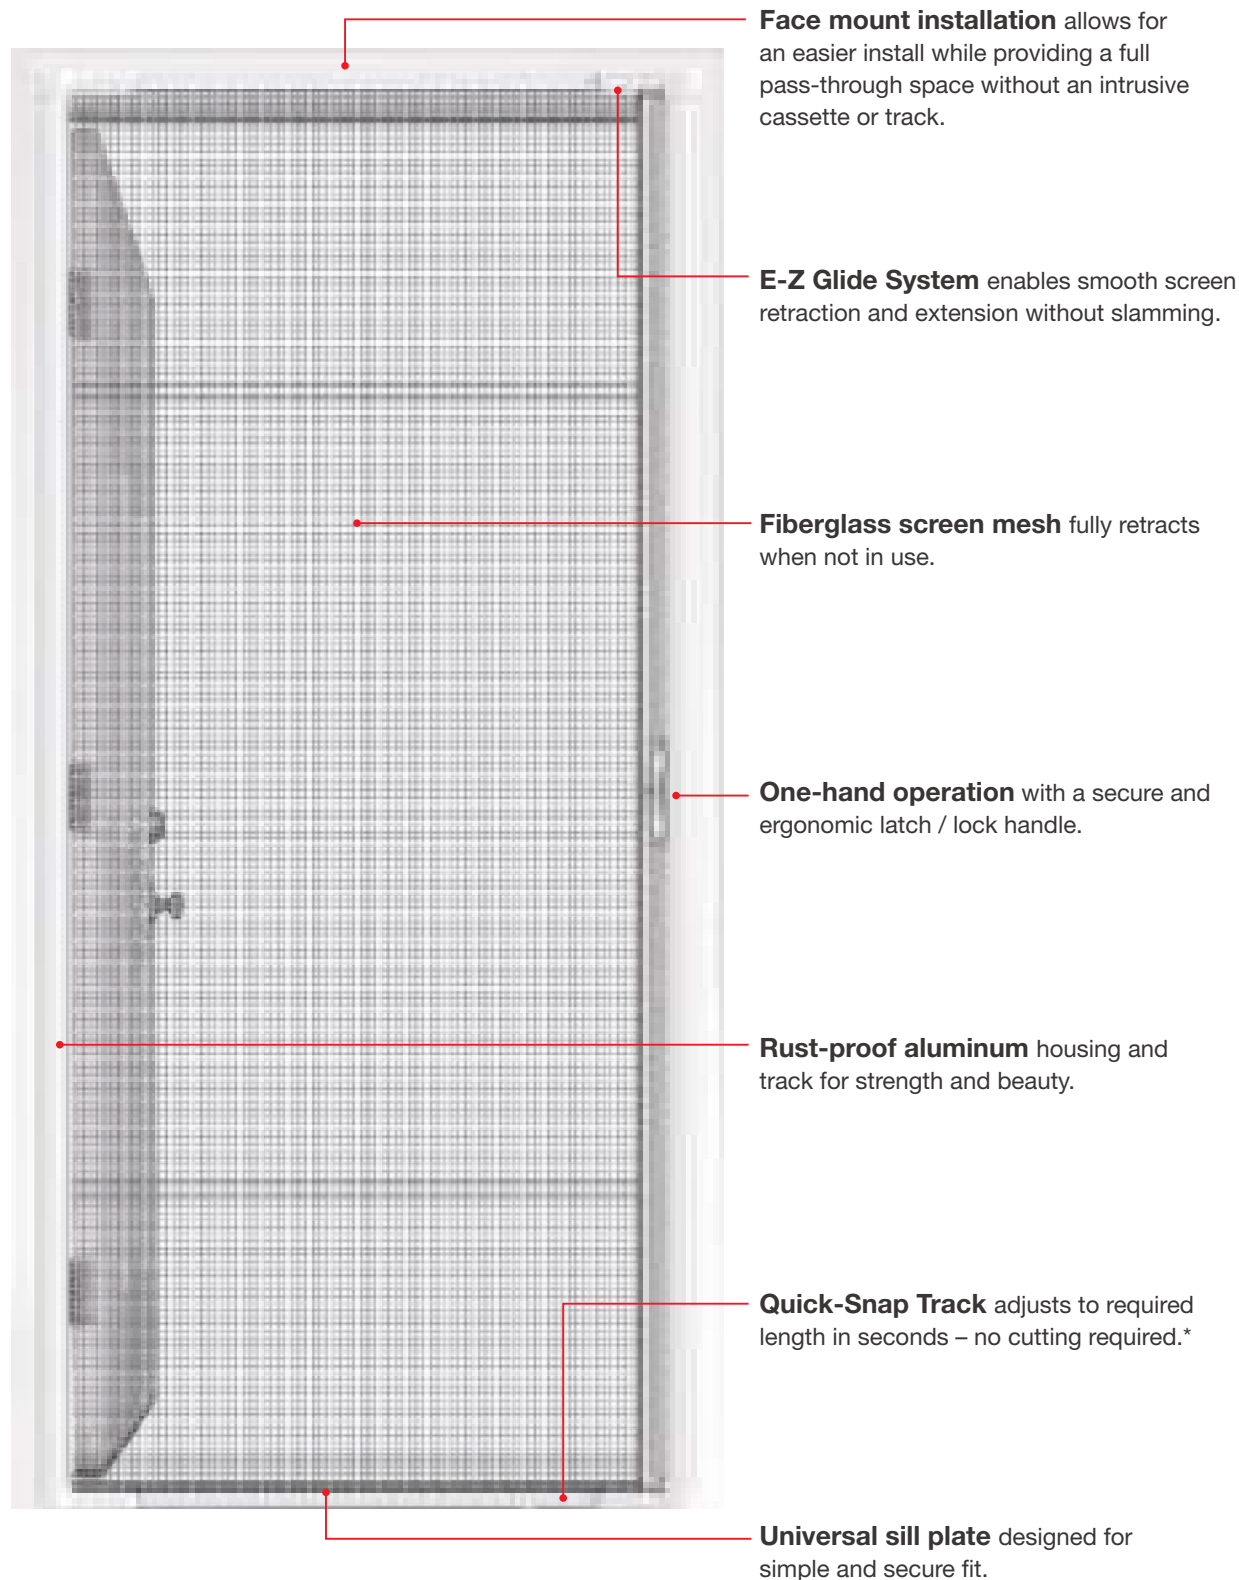 Face mount installation allows for
an easier install while providing a full
pass-through space without an intrusive
cassette or track.
E-Z Glide System enables smooth screen
retraction and extension without slamming.
Fiberglass screen mesh fully retracts
when not in use.
One-hand operation with a secure and
ergonomic latch / lock handle.
Rust-proof aluminum housing and
track for strength and beauty.
Quick-Snap Track adjusts to required
length in seconds – no cutting required.*
Universal sill plate designed for
simple and secure fit.